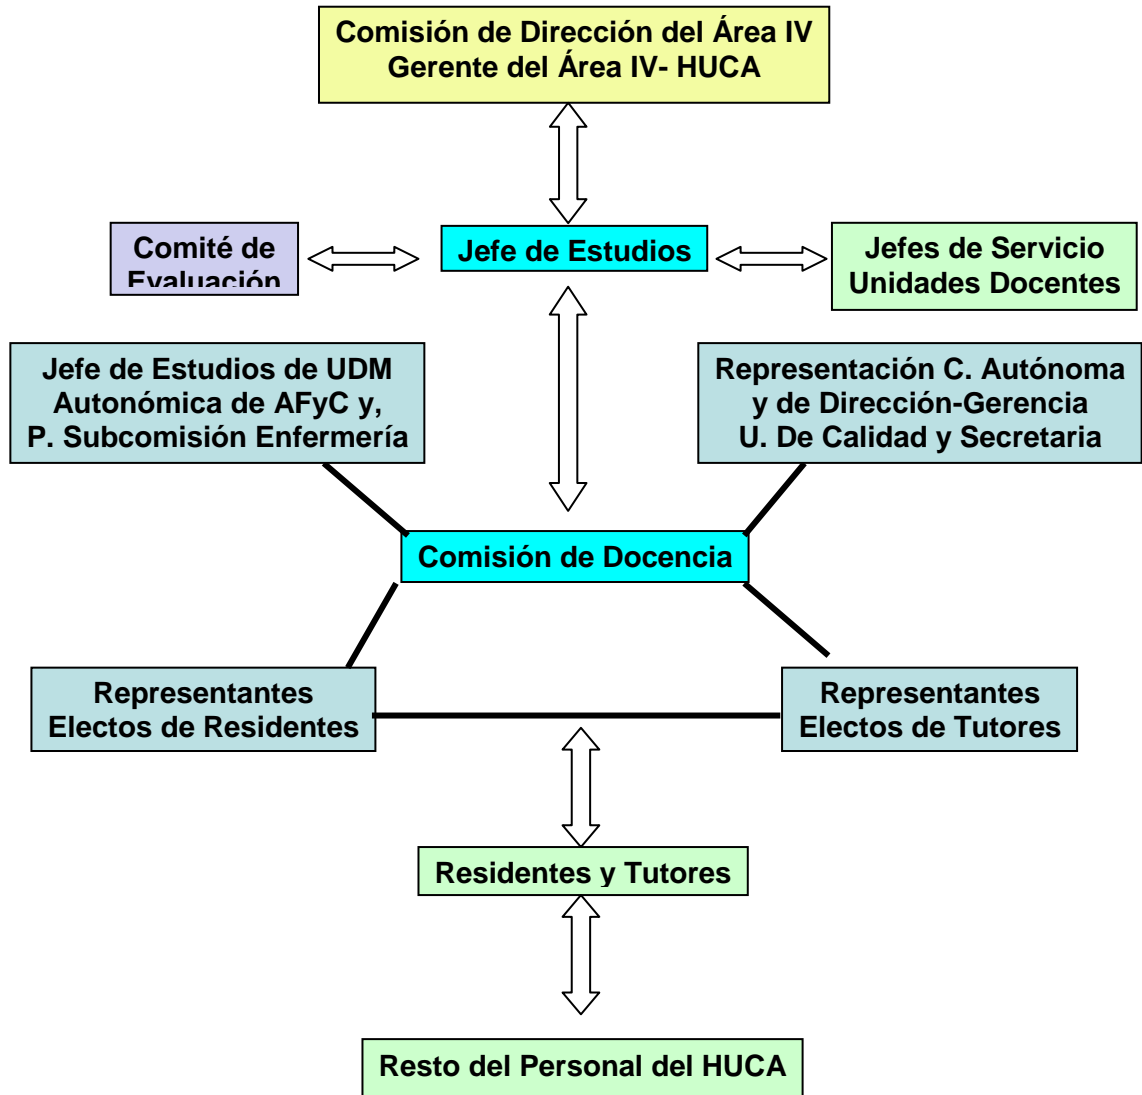 Comisión de Dirección del Área IV
Gerente del Área IV- HUCA
Comité de
Evaluación
Jefe de Estudios
Jefes de Servicio
Unidades Docentes
Jefe de Estudios de UDM
Autonómica de AFyC y,
P. Subcomisión Enfermería
Representación C. Autónoma
y de Dirección-Gerencia
U. De Calidad y Secretaria
Comisión de Docencia
Representantes
Electos de Residentes
Representantes
Electos de Tutores
Residentes y Tutores
Resto del Personal del HUCA